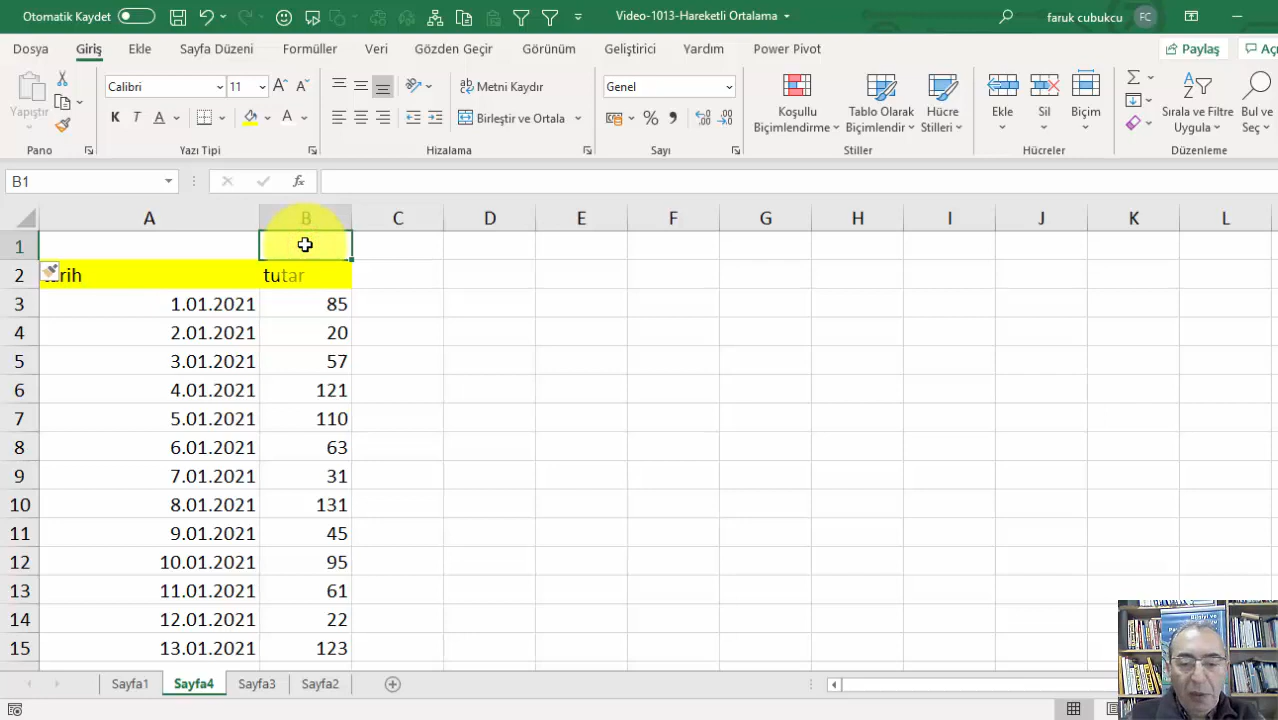 Otomatik Kaydet
Video-1013-Hareketli Ortalama
faruk cubukcu FC
Dosya Giriş Ekle Sayfa Düzeni Formüller Veri Gözden Geçir Görünüm Geliştirici Yardım Power Pivot Paylaş
Yapıştır
Calibri 11
K T A
Metni Kaydır
Birleştir ve Ortala
Genel
Koşullu Biçimlendirme
Tablo Olarak Biçimlendir
Hücre Stilleri
Ekle Sil Biçim
Sırala ve Filtre Uygula
Bul ve Seç
Pano Yazı Tipi Hizalama Sayı Stiller Hücreler Düzenleme
B1 fx
A B C D E F G H I J K L
1
2 tutar
3 1.01.2021 85
4 2.01.2021 20
5 3.01.2021 57
6 4.01.2021 121
7 5.01.2021 110
8 6.01.2021 63
9 7.01.2021 31
10 8.01.2021 131
11 9.01.2021 45
12 10.01.2021 95
13 11.01.2021 61
14 12.01.2021 22
15 13.01.2021 123
Sayfa1 Sayfa4 Sayfa3 Sayfa2